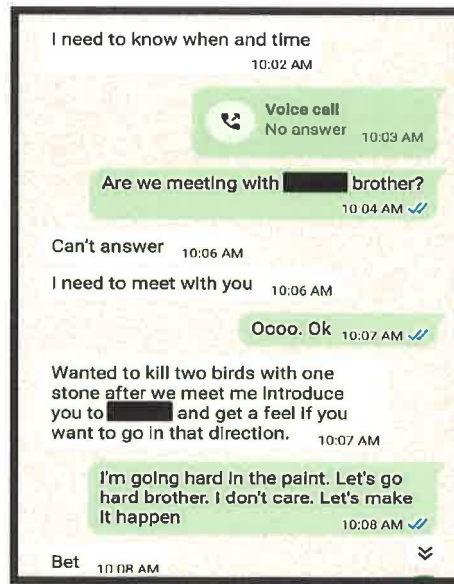 I need to know when and time
10:02 AM
Voice call
No answer 10:03 AM
Are we meeting with brother?
10:04 AM
Can't answer 10:06 AM
I need to meet with you 10:06 AM
Oooo. Ok 10:07 AM
Wanted to kill two birds with one
stone after we meet me Introduce
you to and get a feel if you
want to go in that direction. 10:07 AM
I'm going hard in the paint. Let's go
hard brother. I don't care. Let's make
it happen
10:08 AM
Bet 10:08 AM